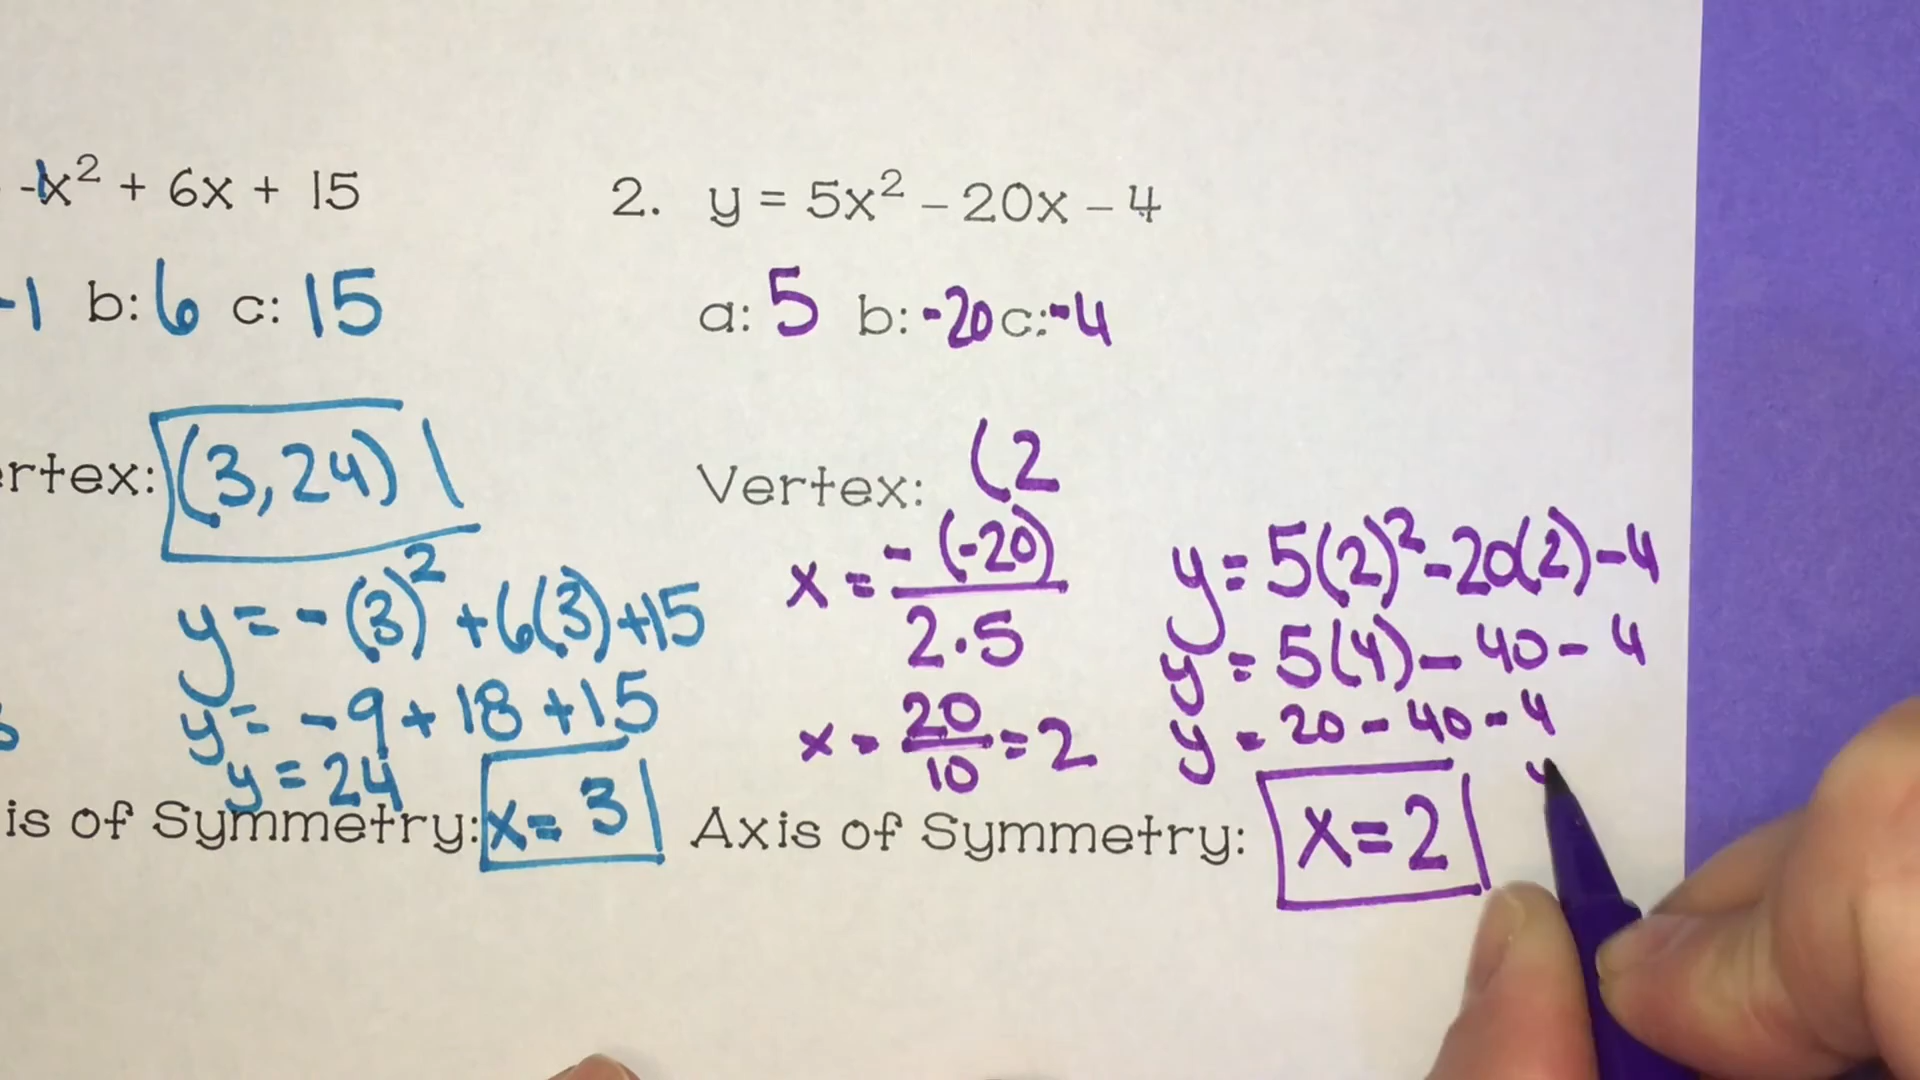 -1x² + 6x + 15
-1 b: 6 c: 15
rtex: (3,24)
y = -(3)² + 6(3) + 15
y = -9 + 18 + 15
y = 24
is of Symmetry: x = 3
2. y = 5x² – 20x – 4
a: 5 b: -20 c: -4
Vertex: (2
x = -(-20)
2·5
x = 20/10 = 2
y = 5(2)² - 20(2) - 4
y = 5(4) - 40 - 4
y = 20 - 40 - 4
y
Axis of Symmetry: x = 2